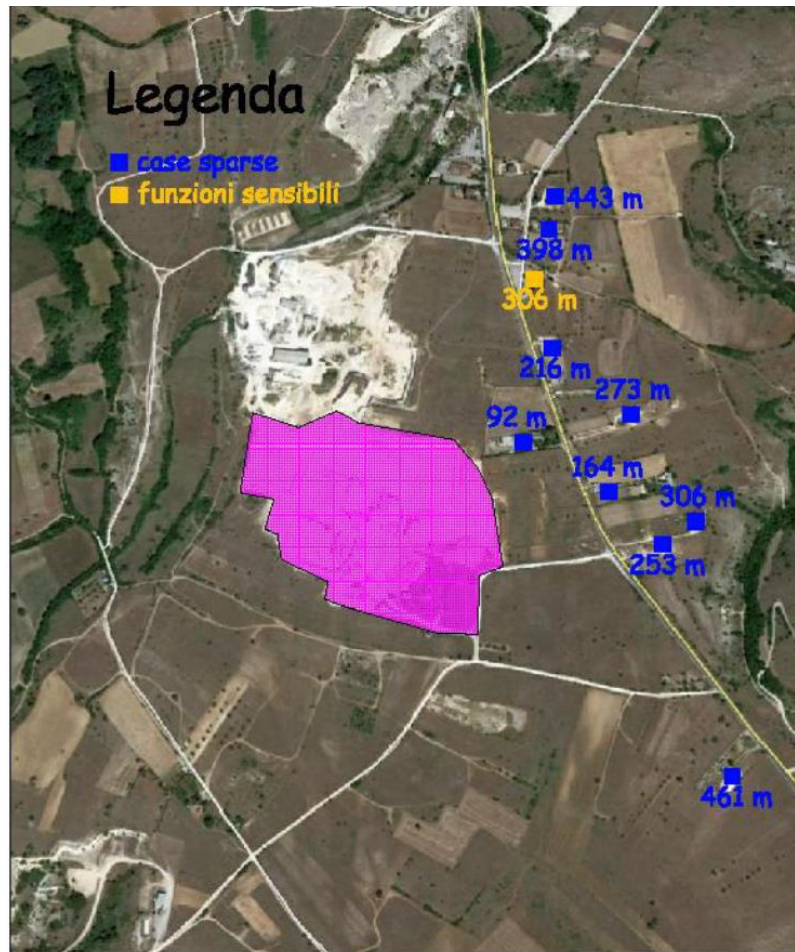 Legenda
case sparse
funzioni sensibili
443 m
398 m
306 m
216 m
273 m
92 m
164 m
306 m
253 m
461 m